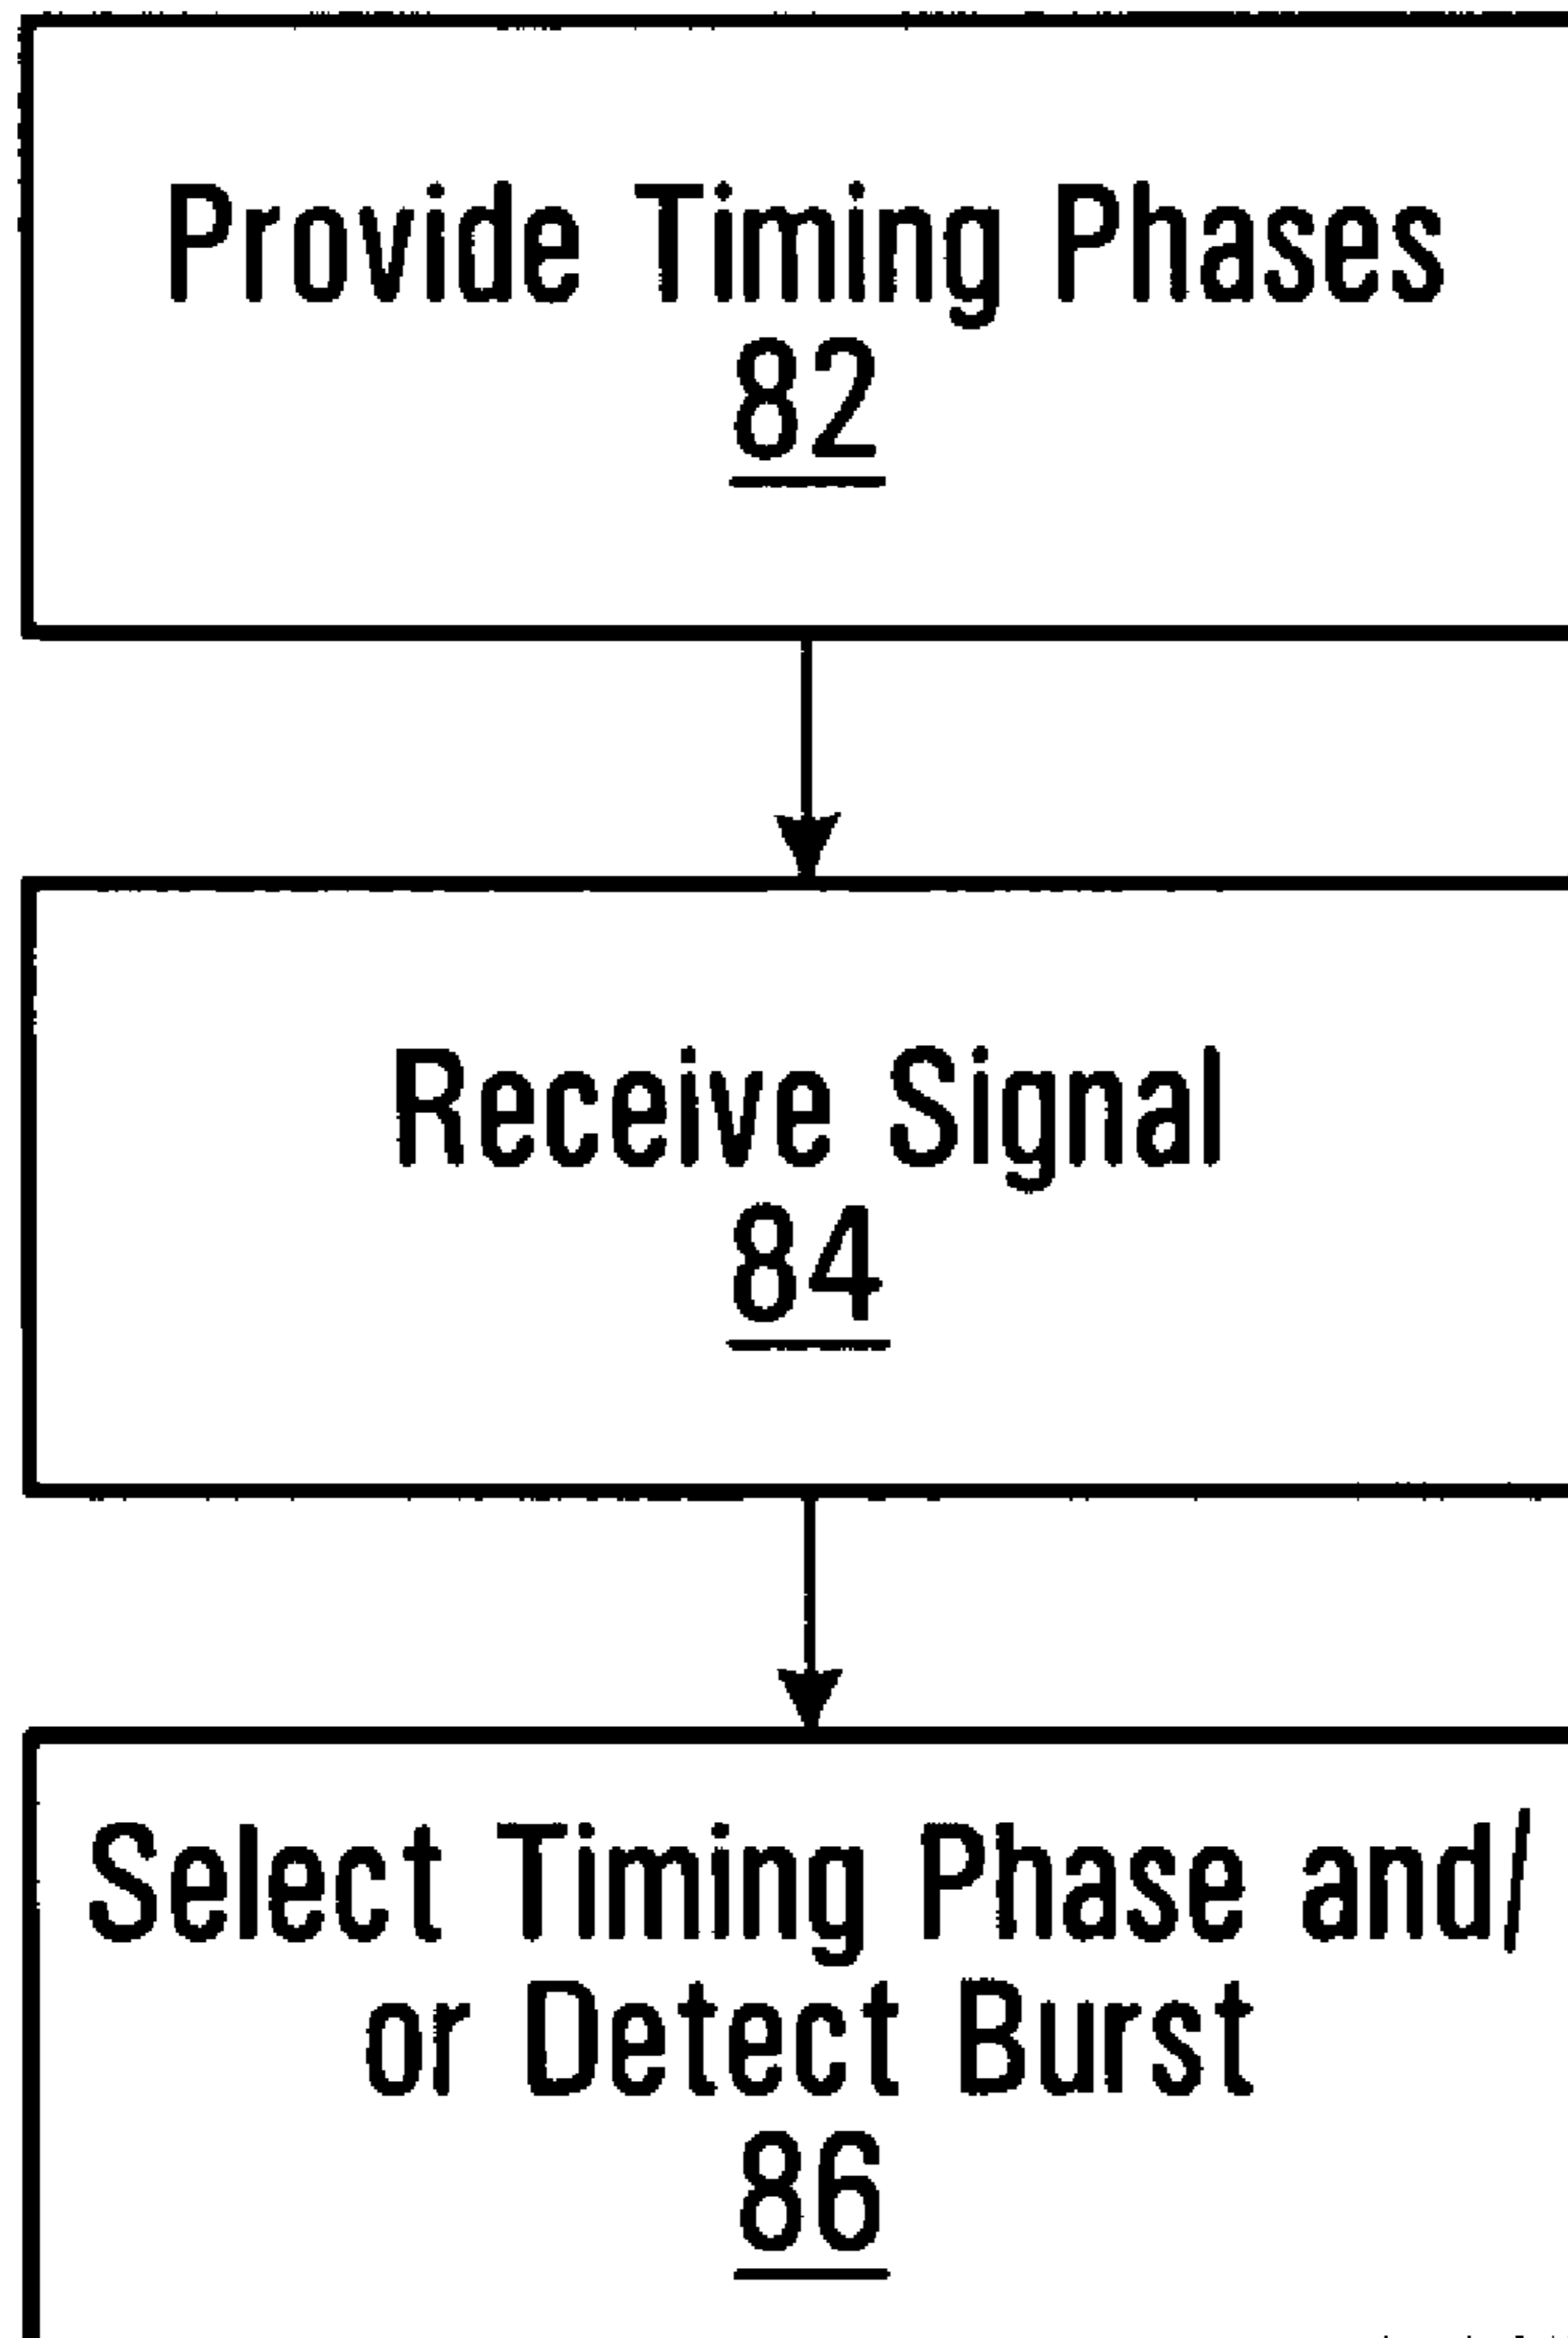 Provide Timing Phases
82
Receive Signal
84
Select Timing Phase and/
or Detect Burst
86